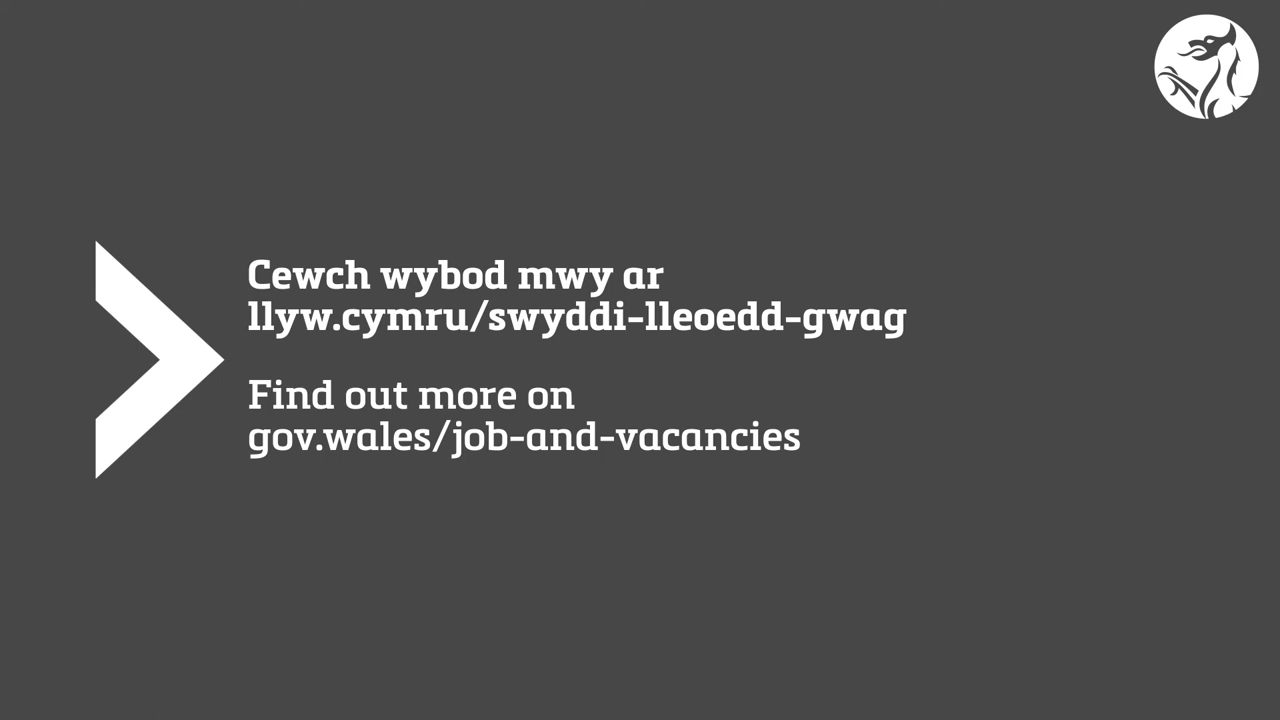 Cewch wybod mwy ar
llyw.cymru/swyddi-lleoedd-gwag
Find out more on
gov.wales/job-and-vacancies